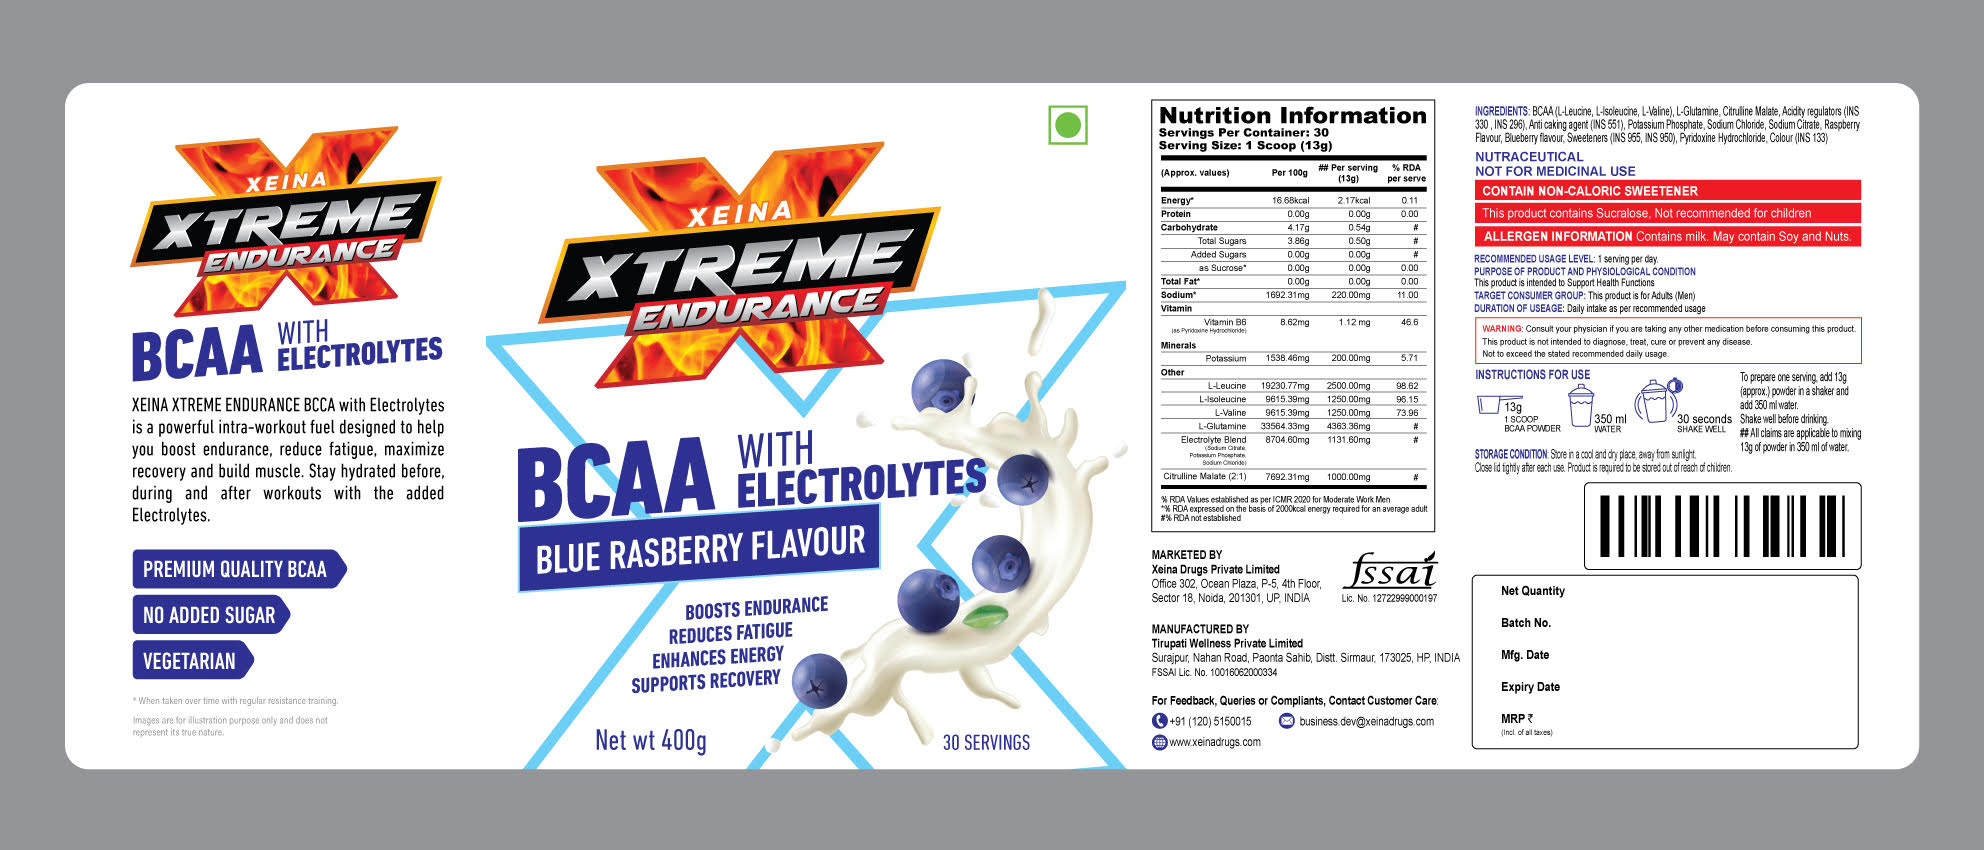 XEINA
XTREME
ENDURANCE
BCAA WITH
ELECTROLYTES
XEINA XTREME ENDURANCE BCCA with Electrolytes
is a powerful intra-workout fuel designed to help
you boost endurance, reduce fatigue, maximize
recovery and build muscle. Stay hydrated before,
during and after workouts with the added
Electrolytes.
PREMIUM QUALITY BCAA
NO ADDED SUGAR
VEGETARIAN
* When taken over time with regular resistance training.
Images are for illustration purpose only and does not
represent its true nature.
XEINA
XTREME
ENDURANCE
BCAA WITH
ELECTROLYTES
BLUE RASBERRY FLAVOUR
BOOSTS ENDURANCE
REDUCES FATIGUE
ENHANCES ENERGY
SUPPORTS RECOVERY
Net wt 400g
30 SERVINGS
Nutrition Information
Servings Per Container: 30
Serving Size: 1 Scoop (13g)
(Approx. values) Per 100g ## Per serving (13g) % RDA per serve
Energy* 16.68kcal 2.17kcal 0.11
Protein 0.00g 0.00g 0.00
Carbohydrate 4.17g 0.54g #
Total Sugars 3.86g 0.50g #
Added Sugars 0.00g 0.00g #
as Sucrose* 0.00g 0.00g 0.00
Total Fat* 0.00g 0.00g 0.00
Sodium* 1692.31mg 220.00mg 11.00
Vitamin
Vitamin B6 8.62mg 1.12 mg 46.6
(as Pyridoxine Hydrochloride)
Minerals
Potassium 1538.46mg 200.00mg 5.71
Other
L-Leucine 19230.77mg 2500.00mg 98.62
L-Isoleucine 9615.39mg 1250.00mg 96.15
L-Valine 9615.39mg 1250.00mg 73.96
L-Glutamine 33564.33mg 4363.36mg #
Electrolyte Blend 8704.60mg 1131.60mg #
(Sodium Citrate,
Potassium Phosphate,
Sodium Chloride)
Citrulline Malate (2:1) 7692.31mg 1000.00mg #
% RDA Values established as per ICMR 2020 for Moderate Work Men
*% RDA expressed on the basis of 2000kcal energy required for an average adult
#% RDA not established
MARKETED BY
Xeina Drugs Private Limited
Office 302, Ocean Plaza, P-5, 4th Floor,
Sector 18, Noida, 201301, UP, INDIA
fssai
Lic. No. 12722999000197
MANUFACTURED BY
Tirupati Wellness Private Limited
Surajpur, Nahan Road, Paonta Sahib, Distt. Sirmaur, 173025, HP, INDIA
FSSAI Lic. No. 10016062000334
For Feedback, Queries or Compliants, Contact Customer Care:
+91 (120) 5150015 business.dev@xeinadrugs.com
www.xeinadrugs.com
INGREDIENTS: BCAA (L-Leucine, L-Isoleucine, L-Valine), L-Glutamine, Citrulline Malate, Acidity regulators (INS
330 , INS 296), Anti caking agent (INS 551), Potassium Phosphate, Sodium Chloride, Sodium Citrate, Raspberry
Flavour, Blueberry flavour, Sweeteners (INS 955, INS 950), Pyridoxine Hydrochloride, Colour (INS 133)
NUTRACEUTICAL
NOT FOR MEDICINAL USE
CONTAIN NON-CALORIC SWEETENER
This product contains Sucralose, Not recommended for children
ALLERGEN INFORMATION Contains milk. May contain Soy and Nuts.
RECOMMENDED USAGE LEVEL: 1 serving per day.
PURPOSE OF PRODUCT AND PHYSIOLOGICAL CONDITION
This product is intended to Support Health Functions
TARGET CONSUMER GROUP: This product is for Adults (Men)
DURATION OF USEAGE: Daily intake as per recommended usage
WARNING: Consult your physician if you are taking any other medication before consuming this product.
This product is not intended to diagnose, treat, cure or prevent any disease.
Not to exceed the stated recommended daily usage.
INSTRUCTIONS FOR USE
13g
1 SCOOP
BCAA POWDER
350 ml
WATER
30 seconds
SHAKE WELL
To prepare one serving, add 13g
(approx.) powder in a shaker and
add 350 ml water.
Shake well before drinking.
## All claims are applicable to mixing
13g of powder in 350 ml of water.
STORAGE CONDITION: Store in a cool and dry place, away from sunlight.
Close lid tightly after each use. Product is required to be stored out of reach of children.
Net Quantity
Batch No.
Mfg. Date
Expiry Date
MRP ₹
(Incl. of all taxes)